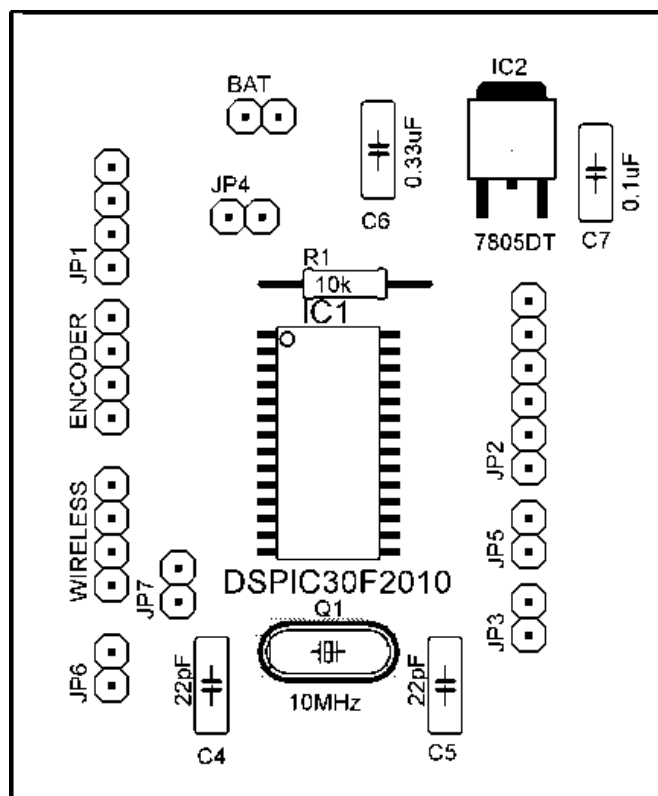 IC2
BAT
0.33uF
0.1uF
JP4
C6
7805DT
C7
JP1
R1
10k
IC1
ENCODER
JP2
WIRELESS
JP5
JP7
DSPIC30F2010
Q1
JP3
JP6
22pF
22pF
10MHz
C4
C5